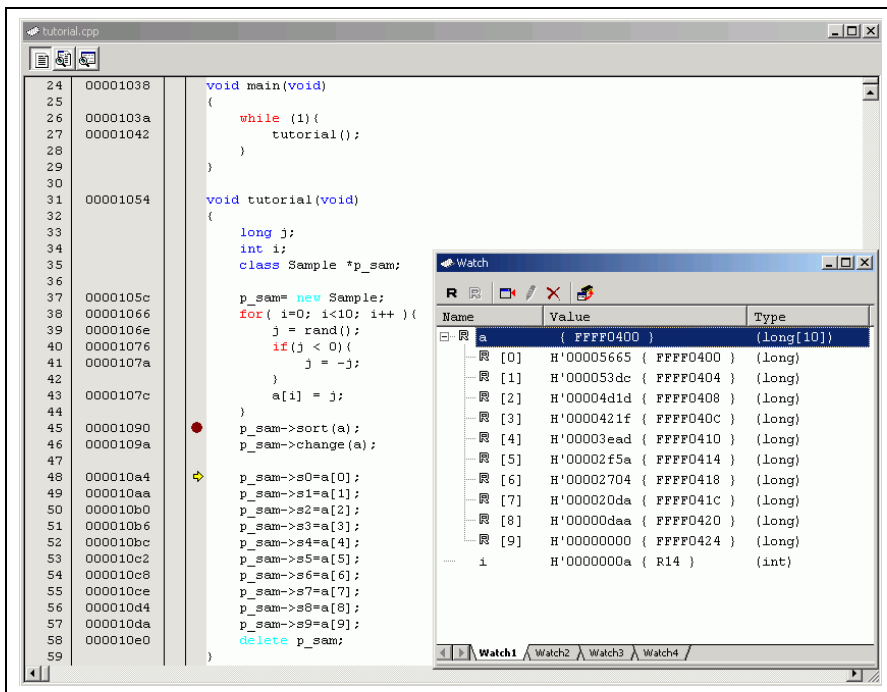 tutorial.cpp
24 00001038 void main(void)
25 {
26 0000103a while (1){
27 00001042 tutorial();
28 }
29 }
30
31 00001054 void tutorial(void)
32 {
33 long j;
34 int i;
35 class Sample *p_sam;
36
37 0000105c p_sam= new Sample;
38 00001066 for( i=0; i<10; i++ ){
39 0000106e j = rand();
40 00001076 if(j < 0){
41 0000107a j = -j;
42 }
43 0000107c a[i] = j;
44 }
45 00001090 p_sam->sort(a);
46 0000109a p_sam->change(a);
47
48 000010a4 p_sam->s0=a[0];
49 000010aa p_sam->s1=a[1];
50 000010b0 p_sam->s2=a[2];
51 000010b6 p_sam->s3=a[3];
52 000010bc p_sam->s4=a[4];
53 000010c2 p_sam->s5=a[5];
54 000010c8 p_sam->s6=a[6];
55 000010ce p_sam->s7=a[7];
56 000010d4 p_sam->s8=a[8];
57 000010da p_sam->s9=a[9];
58 000010e0 delete p_sam;
59 }
Watch
R R
Name Value Type
R a { FFFF0400 } (long[10])
R [0] H'00005665 { FFFF0400 } (long)
R [1] H'000053dc { FFFF0404 } (long)
R [2] H'00004d1d { FFFF0408 } (long)
R [3] H'0000421f { FFFF040C } (long)
R [4] H'00003ead { FFFF0410 } (long)
R [5] H'00002f5a { FFFF0414 } (long)
R [6] H'00002704 { FFFF0418 } (long)
R [7] H'000020da { FFFF041C } (long)
R [8] H'00000daa { FFFF0420 } (long)
R [9] H'00000000 { FFFF0424 } (long)
i H'0000000a { R14 } (int)
Watch1 Watch2 Watch3 Watch4